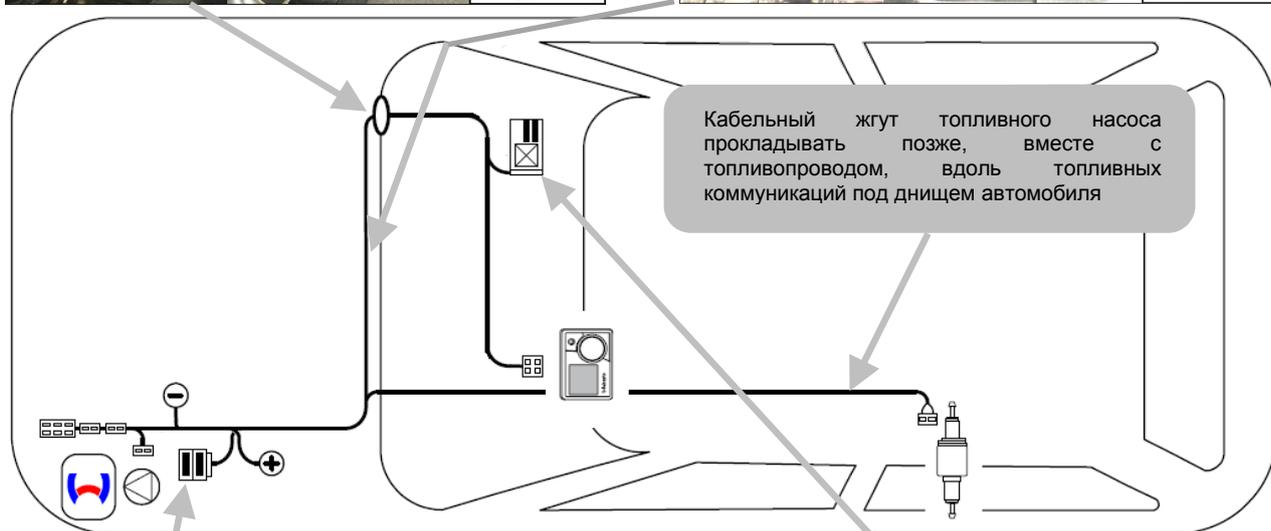 Кабельный жгут топливного насоса
прокладывать позже, вместе с
топливопроводом, вдоль топливных
коммуникаций под днищем автомобиля